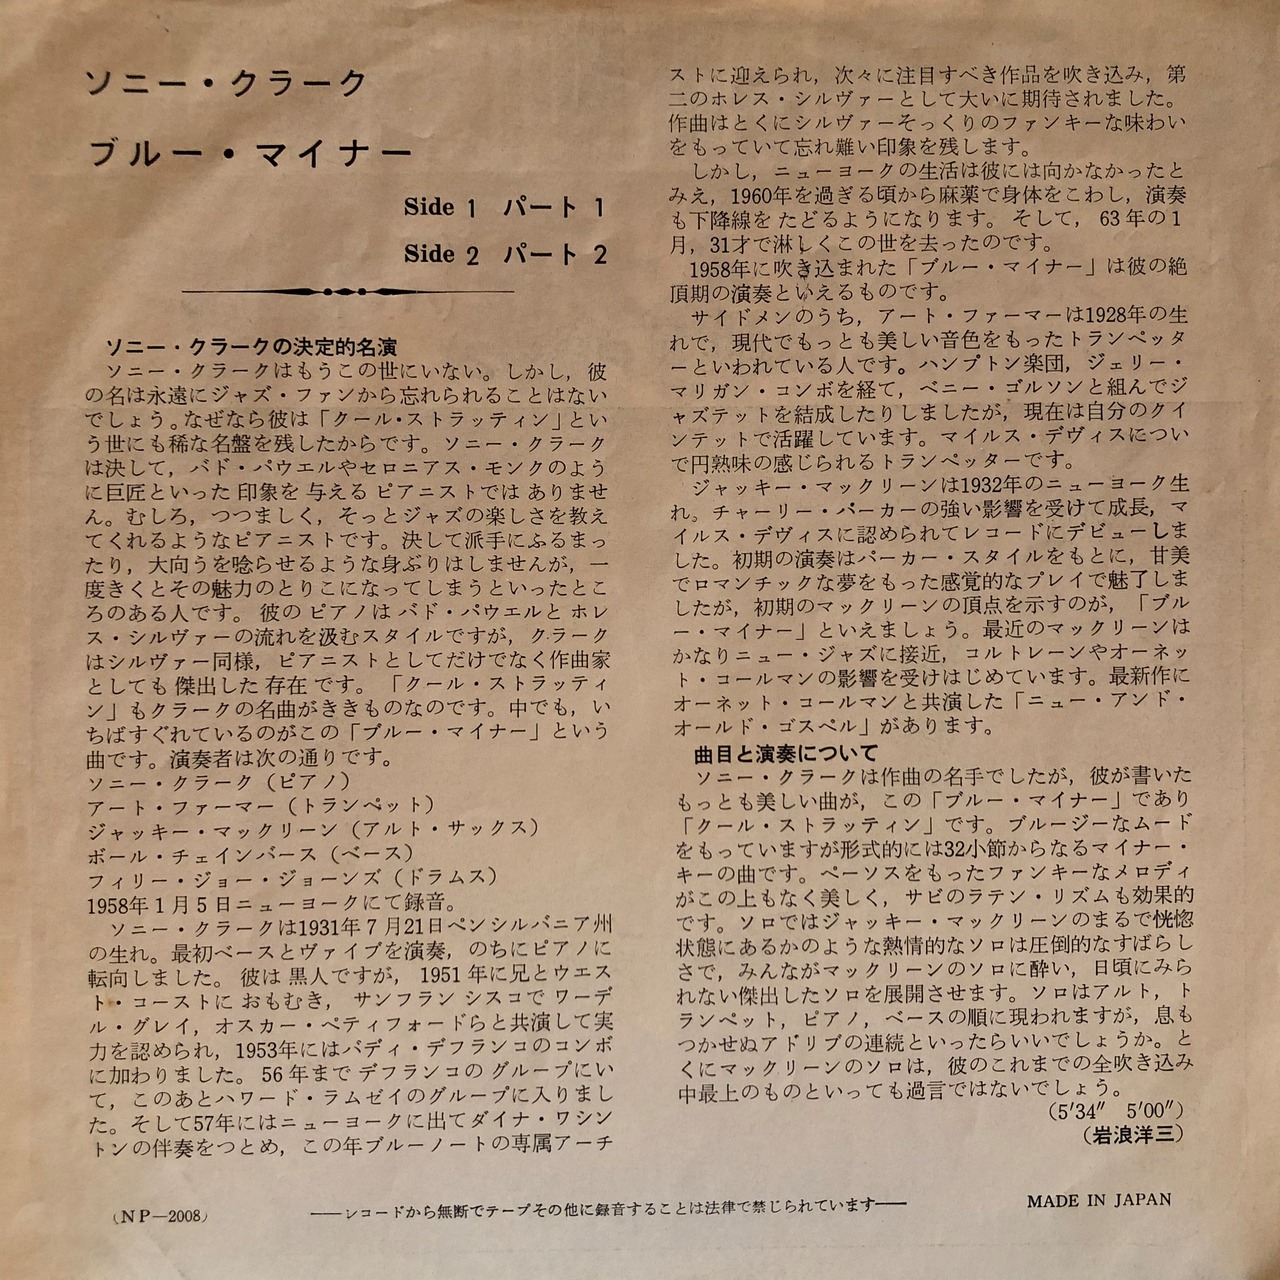 ソニー・クラーク
ブルー・マイナー
Side 1 パート 1
Side 2 パート 2
ソニー・クラークの決定的名演
ソニー・クラークはもうこの世にいない。しかし，彼
の名は永遠にジャズ・ファンから忘れられることはない
でしょう。なぜなら彼は「クール・ストラッティン」とい
う世にも稀な名盤を残したからです。ソニー・クラーク
は決して，バド・パウエルやセロニアス・モンクのよう
に巨匠といった印象を与えるピアニストではありませ
ん。むしろ，つつましく，そっとジャズの楽しさを教え
てくれるようなピアニストです。決して派手にふるまっ
たり，大向うを唸らせるような身ぶりはしませんが，一
度きくとその魅力のとりこになってしまうといったとこ
ろのある人です。彼のピアノはバド・パウエルとホレ
ス・シルヴァーの流れを汲むスタイルですが，クラーク
はシルヴァー同様，ピアニストとしてだけでなく作曲家
としても傑出した存在です。「クール・ストラッティ
ン」もクラークの名曲がききものなのです。中でも，い
ちばすぐれているのがこの「ブルー・マイナー」という
曲です。演奏者は次の通りです。
ソニー・クラーク（ピアノ）
アート・ファーマー（トランペット）
ジャッキー・マックリーン（アルト・サックス）
ポール・チェインバース（ベース）
フィリー・ジョー・ジョーンズ（ドラムス）
1958年1月5日ニューヨークにて録音。
ソニー・クラークは1931年7月21日ペンシルバニア州
の生れ。最初ベースとヴァイブを演奏，のちにピアノに
転向しました。彼は黒人ですが，1951年に兄とウエス
ト・コーストにおもむき，サンフランシスコでワーデ
ル・グレイ，オスカー・ペティフォードらと共演して実
力を認められ，1953年にはバディ・デフランコのコンボ
に加わりました。56年までデフランコのグループにい
て，このあとハワード・ラムゼイのグループに入りまし
た。そして57年にはニューヨークに出てダイナ・ワシン
トンの伴奏をつとめ，この年ブルーノートの専属アーチ
ストに迎えられ，次々に注目すべき作品を吹き込み，第
二のホレス・シルヴァーとして大いに期待されました。
作曲はとくにシルヴァーそっくりのファンキーな味わい
をもっていて忘れ難い印象を残します。
しかし，ニューヨークの生活は彼には向かなかったと
みえ，1960年を過ぎる頃から麻薬で身体をこわし，演奏
も下降線をたどるようになります。そして，63年の1
月，31才で淋しくこの世を去ったのです。
1958年に吹き込まれた「ブルー・マイナー」は彼の絶
頂期の演奏といえるものです。
サイドメンのうち，アート・ファーマーは1928年の生
れで，現代でもっとも美しい音色をもったトランペッタ
ーといわれている人です。ハンプトン楽団，ジェリー・
マリガン・コンボを経て，ベニー・ゴルソンと組んでジ
ャズテットを結成したりしましたが，現在は自分のクイ
ンテットで活躍しています。マイルス・デヴィスについ
で円熟味の感じられるトランペッターです。
ジャッキー・マックリーンは1932年のニューヨーク生
れ。チャーリー・パーカーの強い影響を受けて成長，マ
イルス・デヴィスに認められてレコードにデビューしま
した。初期の演奏はパーカー・スタイルをもとに，甘美
でロマンチックな夢をもった感覚的なプレイで魅了しま
したが，初期のマックリーンの頂点を示すのが，「ブル
ー・マイナー」といえましょう。最近のマックリーンは
かなりニュー・ジャズに接近，コルトレーンやオーネッ
ト・コールマンの影響を受けはじめています。最新作に
オーネット・コールマンと共演した「ニュー・アンド・
オールド・ゴスペル」があります。
曲目と演奏について
ソニー・クラークは作曲の名手でしたが，彼が書いた
もっとも美しい曲が，この「ブルー・マイナー」であり
「クール・ストラッティン」です。ブルージーなムード
をもっていますが形式的には32小節からなるマイナー・
キーの曲です。ペーソスをもったファンキーなメロディ
がこの上もなく美しく，サビのラテン・リズムも効果的
です。ソロではジャッキー・マックリーンのまるで恍惚
状態にあるかのような熱情的なソロは圧倒的なすばらし
さで，みんながマックリーンのソロに酔い，日頃にみら
れない傑出したソロを展開させます。ソロはアルト，ト
ランペット，ピアノ，ベースの順に現われますが，息も
つかせぬアドリブの連続といったらいいでしょうか。と
くにマックリーンのソロは，彼のこれまでの全吹き込み
中最上のものといっても過言ではないでしょう。
（5′34″ 5′00″）
（岩浪洋三）
（NP—2008）
——レコードから無断でテープその他に録音することは法律で禁じられています——
MADE IN JAPAN